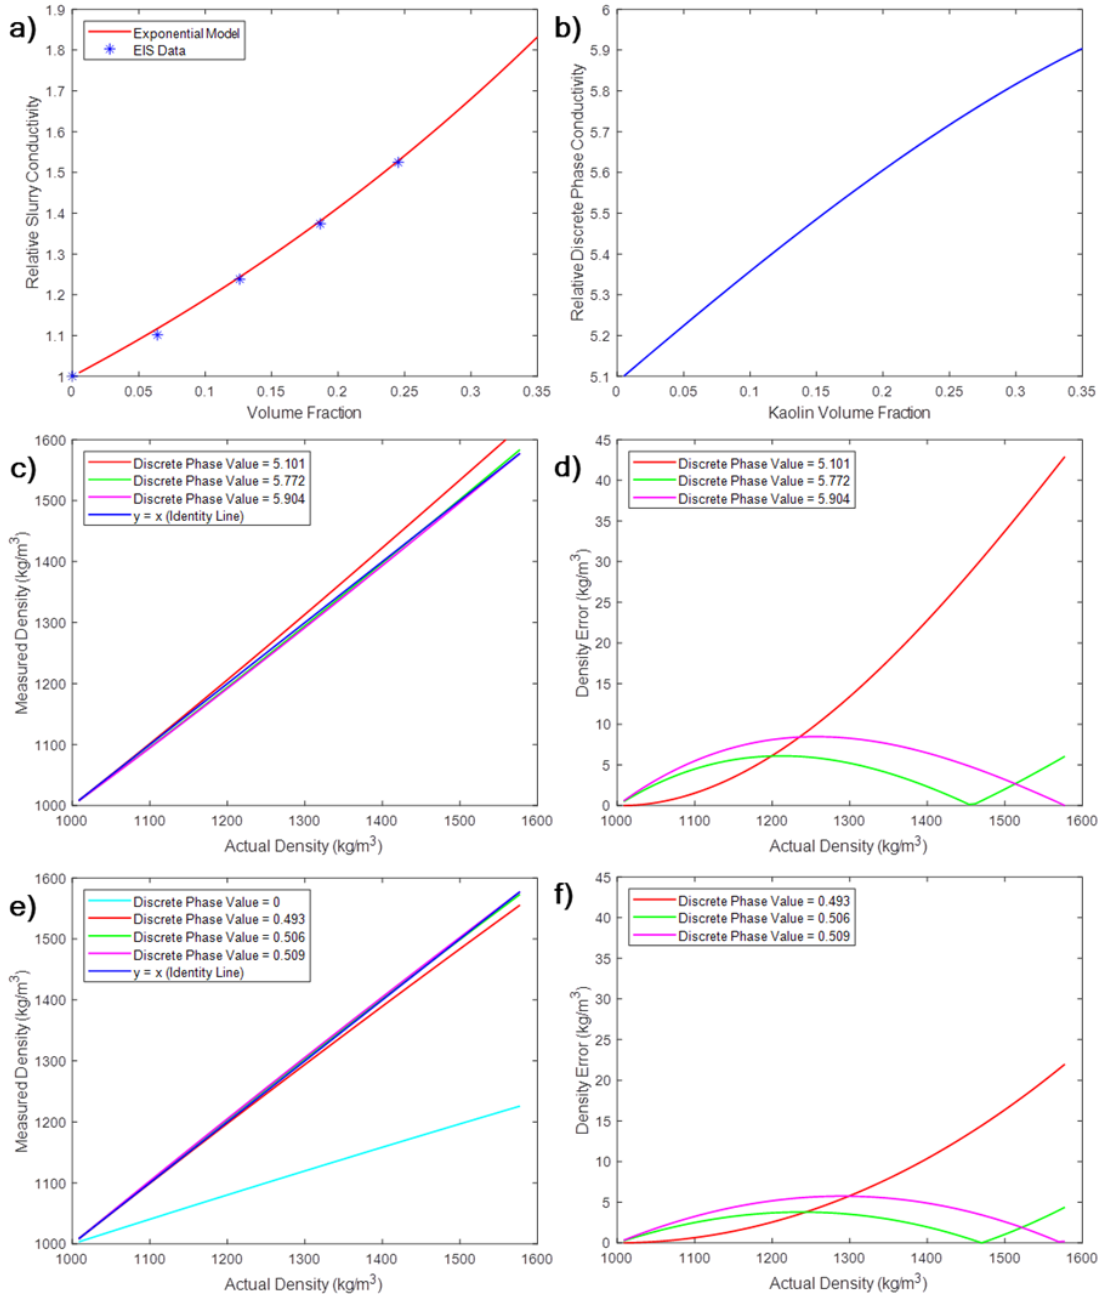 a)
1.9
1.8
1.7
1.6
1.5
1.4
1.3
1.2
1.1
1
Relative Slurry Conductivity
Exponential Model
EIS Data
0
0.05
0.1
0.15
0.2
0.25
0.3
0.35
Volume Fraction
b)
6
5.9
5.8
5.7
5.6
5.5
5.4
5.3
5.2
5.1
Relative Discrete Phase Conductivity
0
0.05
0.1
0.15
0.2
0.25
0.3
0.35
Kaolin Volume Fraction
c)
1600
1500
1400
1300
1200
1100
1000
Measured Density (kg/m³)
Discrete Phase Value = 5.101
Discrete Phase Value = 5.772
Discrete Phase Value = 5.904
y = x (Identity Line)
1000
1100
1200
1300
1400
1500
1600
Actual Density (kg/m³)
d)
45
40
35
30
25
20
15
10
5
0
Density Error (kg/m³)
Discrete Phase Value = 5.101
Discrete Phase Value = 5.772
Discrete Phase Value = 5.904
1000
1100
1200
1300
1400
1500
1600
Actual Density (kg/m³)
e)
1600
1500
1400
1300
1200
1100
1000
Measured Density (kg/m³)
Discrete Phase Value = 0
Discrete Phase Value = 0.493
Discrete Phase Value = 0.506
Discrete Phase Value = 0.509
y = x (Identity Line)
1000
1100
1200
1300
1400
1500
1600
Actual Density (kg/m³)
f)
45
40
35
30
25
20
15
10
5
0
Density Error (kg/m³)
Discrete Phase Value = 0.493
Discrete Phase Value = 0.506
Discrete Phase Value = 0.509
1000
1100
1200
1300
1400
1500
1600
Actual Density (kg/m³)